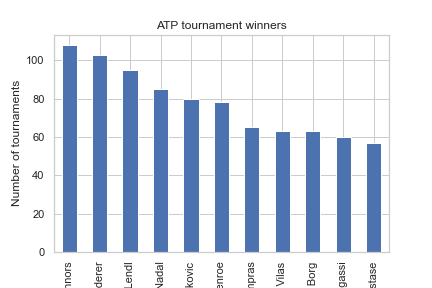 ATP tournament winners
Number of tournaments
100
80
60
40
20
0
nnors
derer
Lendl
Nadal
kovic
enroe
mpras
Vilas
Borg
gassi
stase